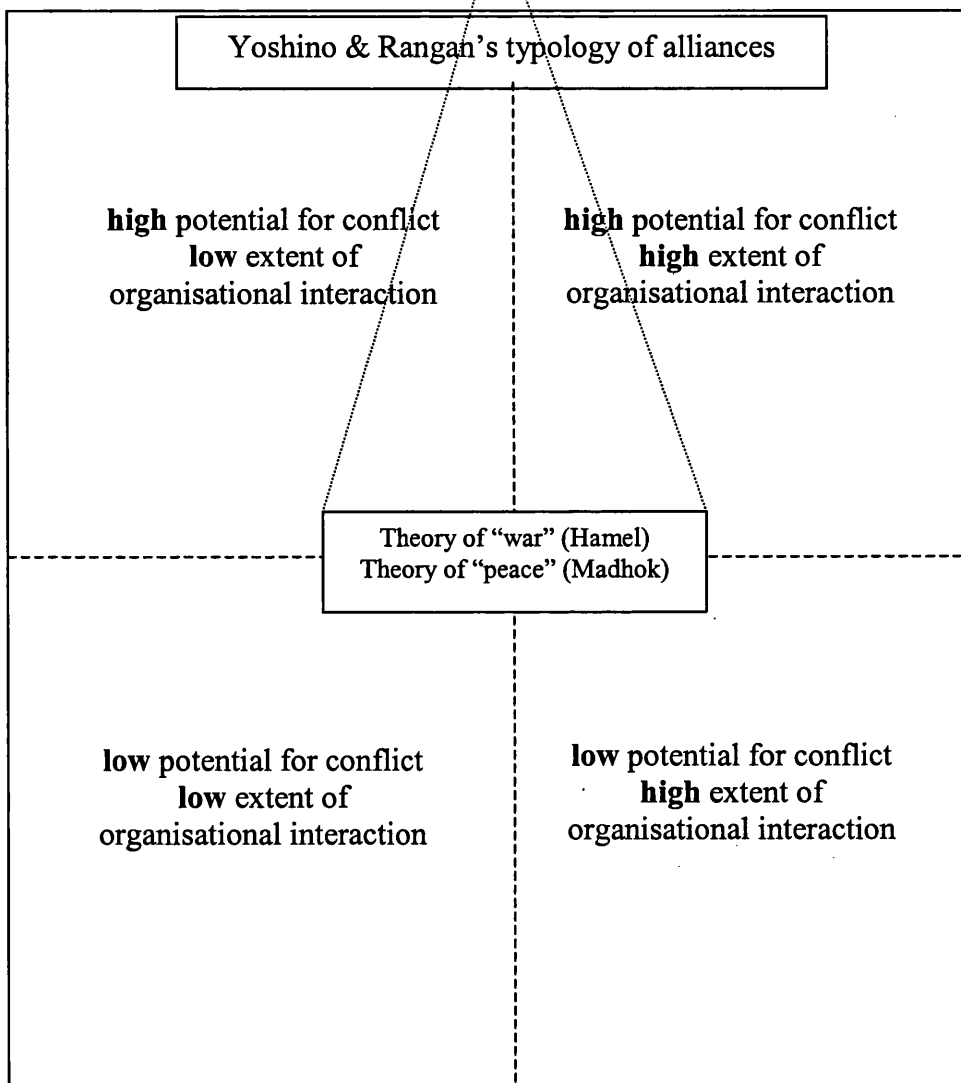 Yoshino & Rangan's typology of alliances
high potential for conflict
low extent of
organisational interaction
high potential for conflict
high extent of
organisational interaction
Theory of “war” (Hamel)
Theory of “peace” (Madhok)
low potential for conflict
low extent of
organisational interaction
low potential for conflict
high extent of
organisational interaction